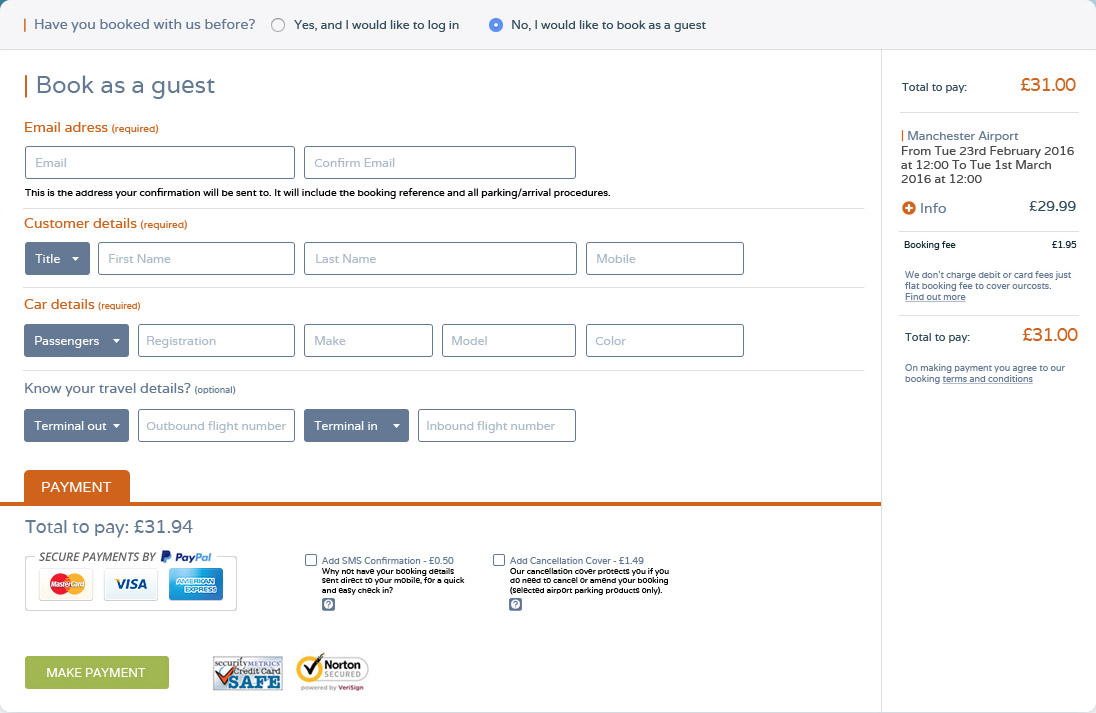 Have you booked with us before? Yes, and I would like to log in No, I would like to book as a guest
Book as a guest
Email adress (required)
Email Confirm Email
This is the address your confirmation will be sent to. It will include the booking reference and all parking/arrival procedures.
Customer details (required)
Title First Name Last Name Mobile
Car details (required)
Passengers Registration Make Model Color
Know your travel details? (optional)
Terminal out Outbound flight number Terminal in Inbound flight number
PAYMENT
Total to pay: £31.94
SECURE PAYMENTS BY PayPal
MasterCard VISA AMERICAN EXPRESS
Add SMS Confirmation - £0.50
Why not have your booking details
sent direct to your mobile, for a quick
and easy check in?
?
Add Cancellation Cover - £1.49
Our cancellation cover protects you if you
do need to cancel or amend your booking
(selected airport parking products only).
?
MAKE PAYMENT
securityMETRICS
Credit Card
SAFE
Norton
SECURED
powered by VeriSign
Total to pay: £31.00
Manchester Airport
From Tue 23rd February 2016
at 12:00 To Tue 1st March
2016 at 12:00
Info £29.99
Booking fee £1.95
We don't charge debit or card fees just
flat booking fee to cover ourcosts.
Find out more
Total to pay: £31.00
On making payment you agree to our
booking terms and conditions